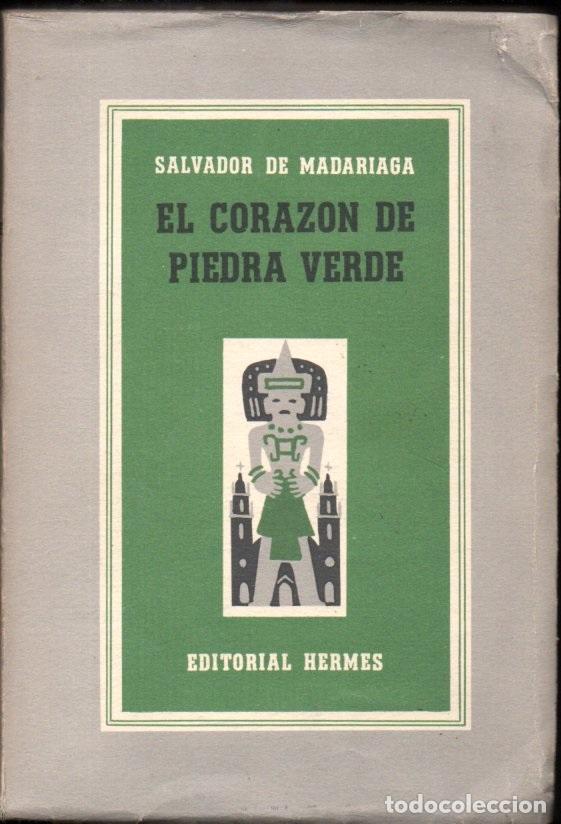 SALVADOR DE MADARIAGA
EL CORAZON DE
PIEDRA VERDE
EDITORIAL HERMES
todocoleccion